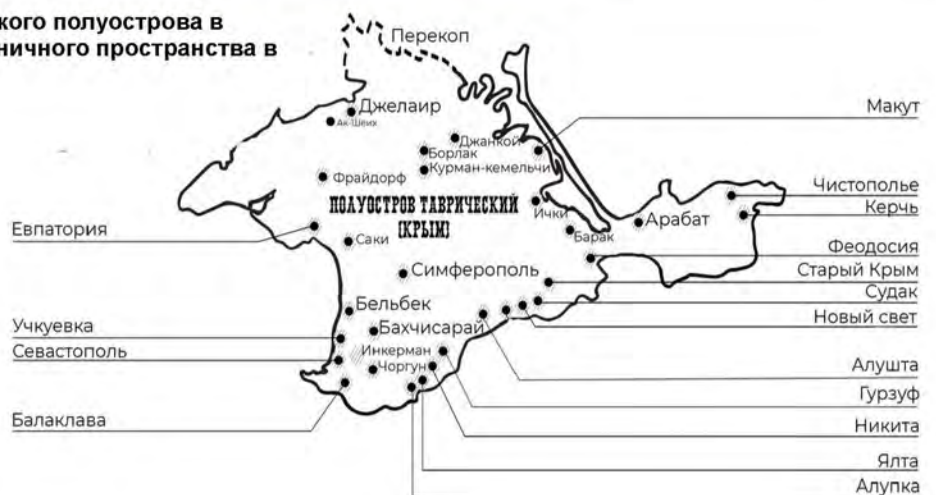 кого полуострова в
ничного пространства в
Перекоп
Джелаир
Ак-Шеих
Джанкой
Борлак
Курман-кемельчи
Фрайдорф
ПОЛУОСТРОВ ТАВРИЧЕСКИЙ
(КРЫМ)
Ички
Барак
Арабат
Саки
Симферополь
Бельбек
Бахчисарай
Инкерман
Чоргун
Евпатория
Учкуевка
Севастополь
Балаклава
Макут
Чистополье
Керчь
Феодосия
Старый Крым
Судак
Новый свет
Алушта
Гурзуф
Никита
Ялта
Алупка